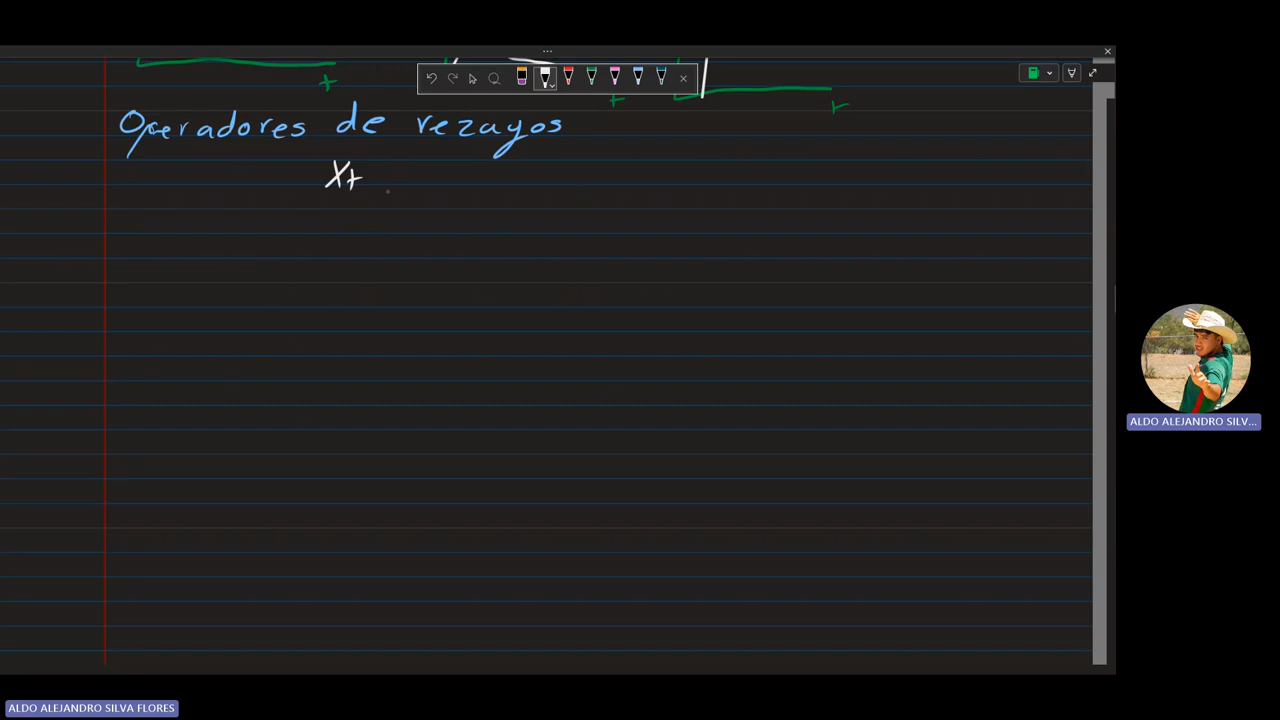 Operadores de rezagos
Xt
ALDO ALEJANDRO SILV...
ALDO ALEJANDRO SILVA FLORES